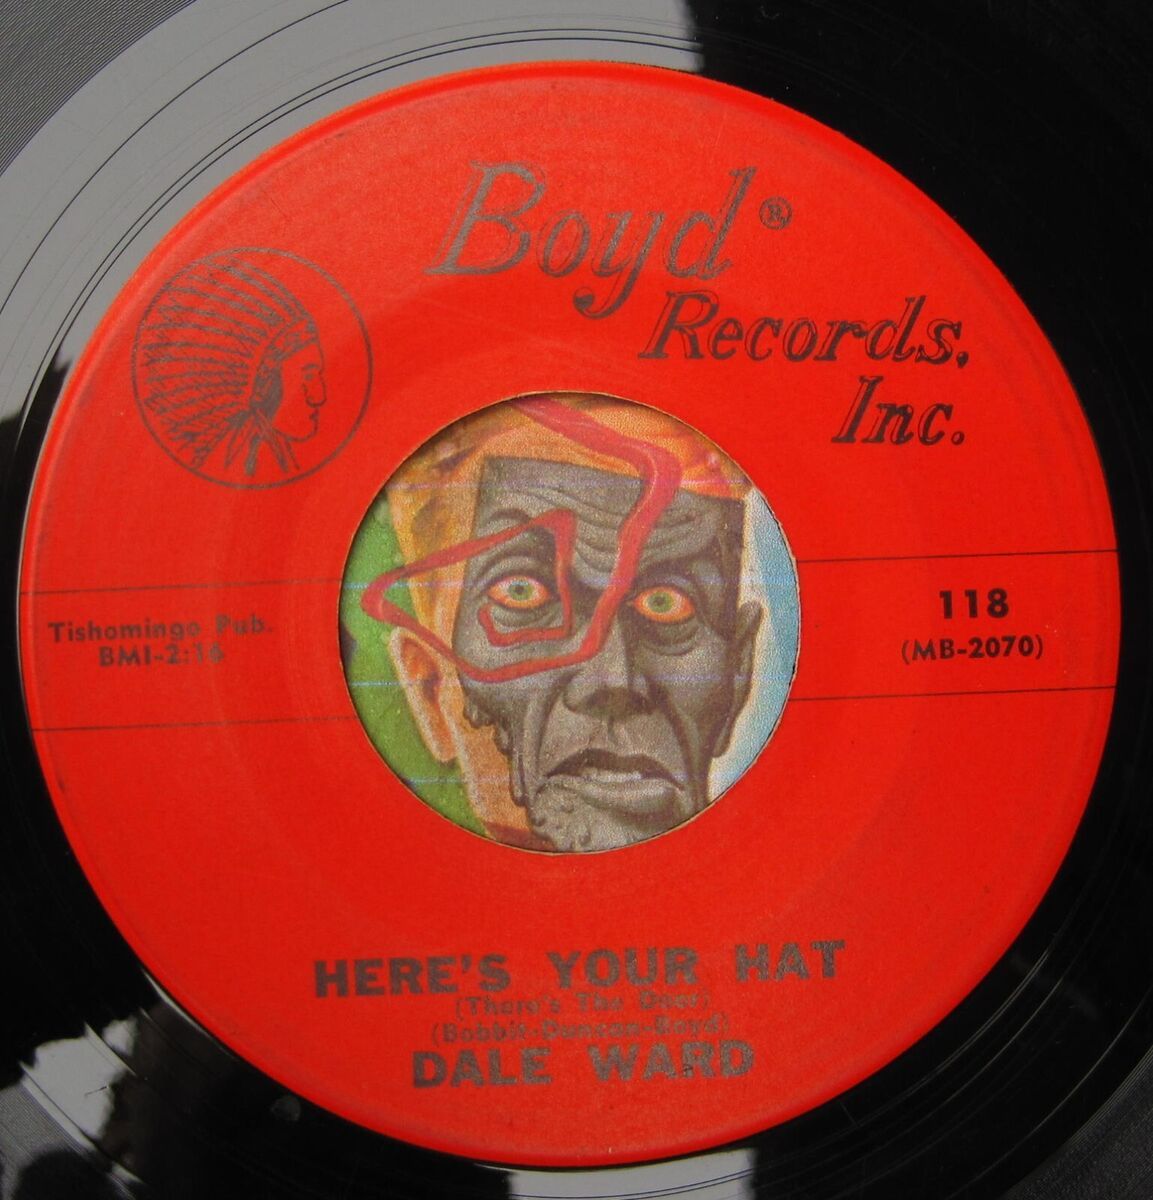 Boyd®
Records,
Inc.
Tishomingo Pub.
BMI-2:16
118
(MB-2070)
HERE'S YOUR HAT
(There's The Door)
(Bobbit-Duncan-Boyd)
DALE WARD